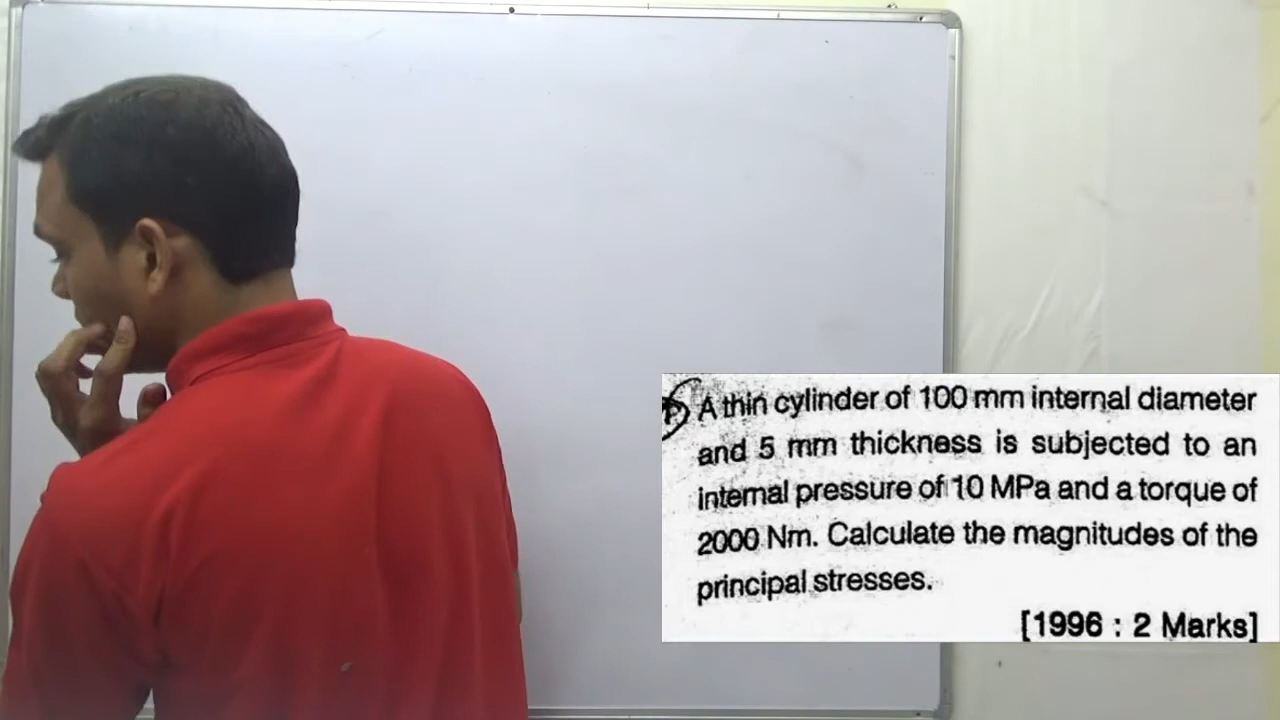 A thin cylinder of 100 mm internal diameter
and 5 mm thickness is subjected to an
internal pressure of 10 MPa and a torque of
2000 Nm. Calculate the magnitudes of the
principal stresses.
[1996 : 2 Marks]